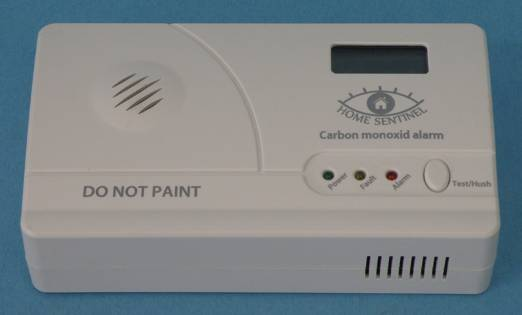 HOME SENTINEL
Carbon monoxid alarm
Power Fault Alarm Test/Hush
DO NOT PAINT